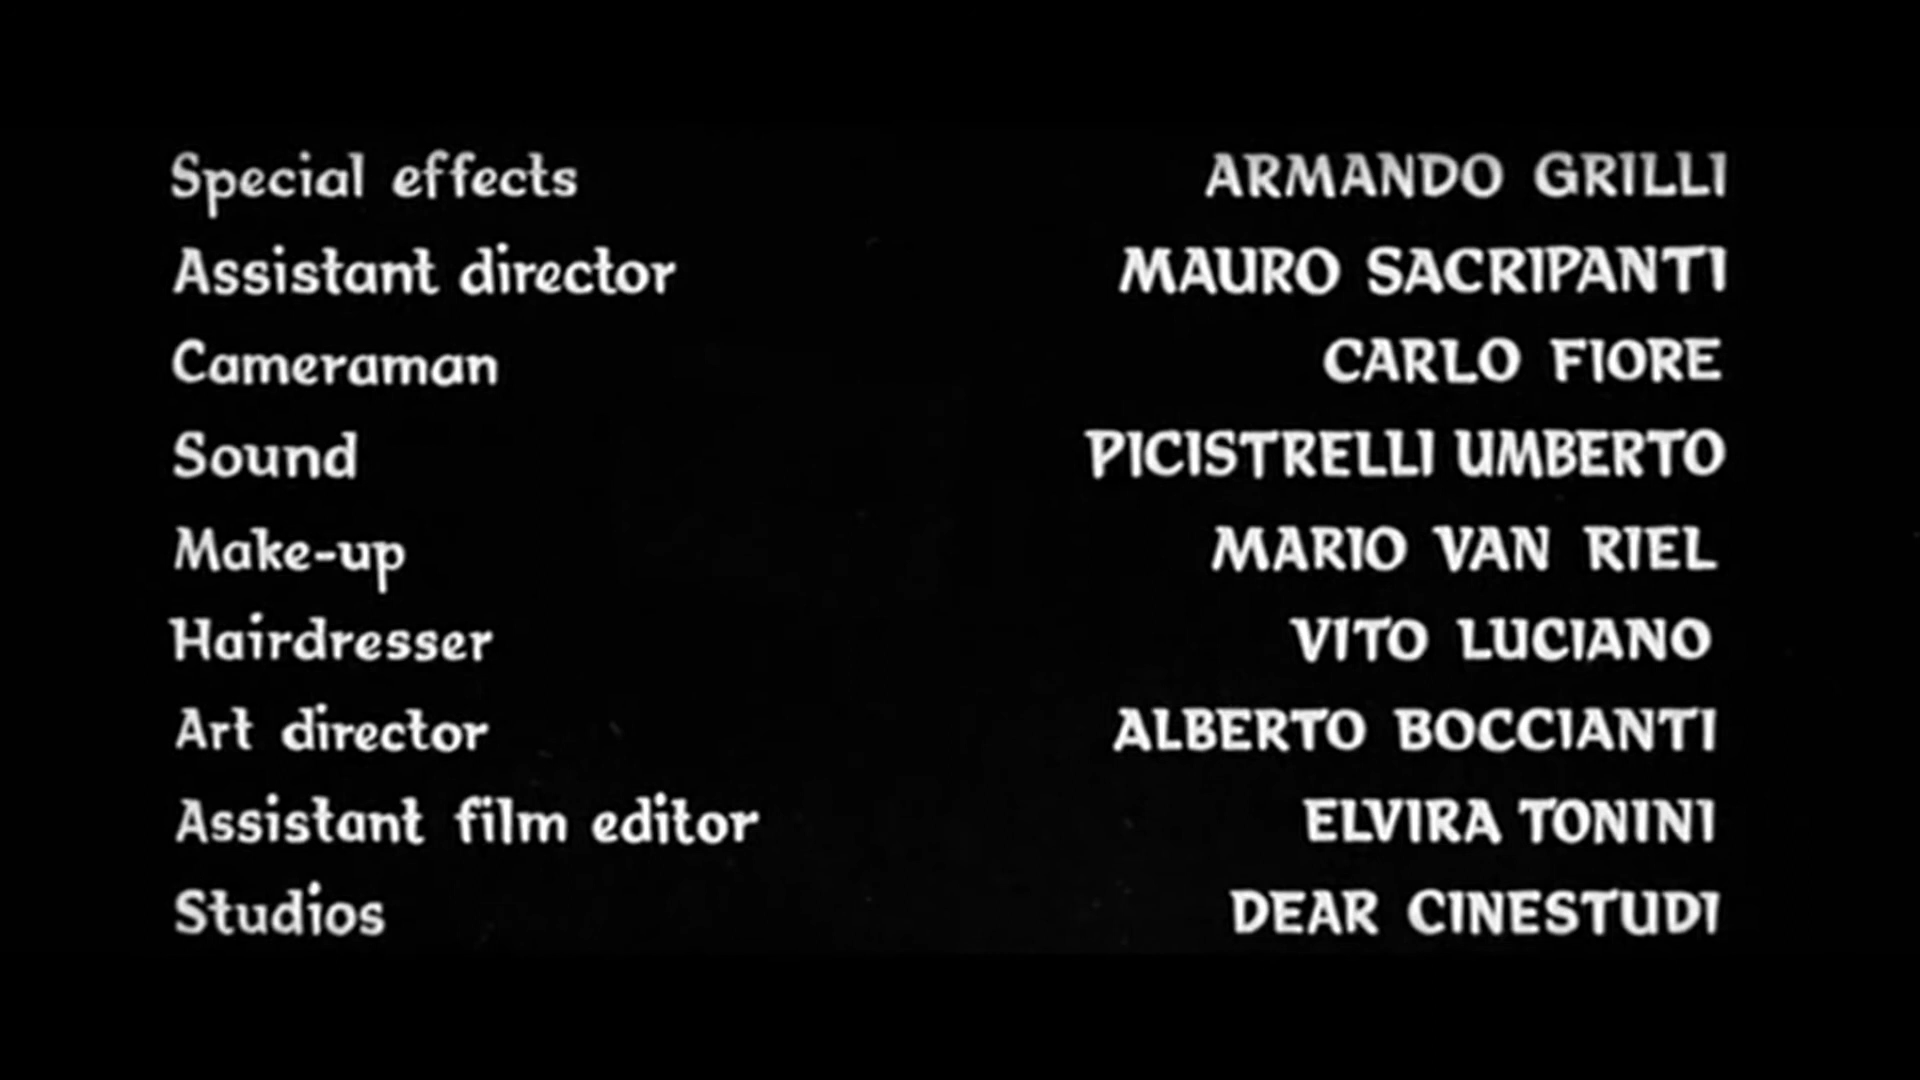 Special effects ARMANDO GRILLI
Assistant director MAURO SACRIPANTI
Cameraman CARLO FIORE
Sound PICISTRELLI UMBERTO
Make-up MARIO VAN RIEL
Hairdresser VITO LUCIANO
Art director ALBERTO BOCCIANTI
Assistant film editor ELVIRA TONINI
Studios DEAR CINESTUDI